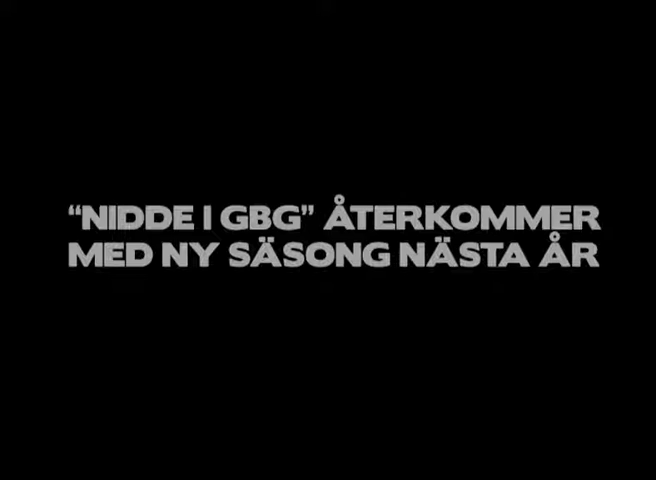 “NIDDE I GBG” ÅTERKOMMER
MED NY SÄSONG NÄSTA ÅR